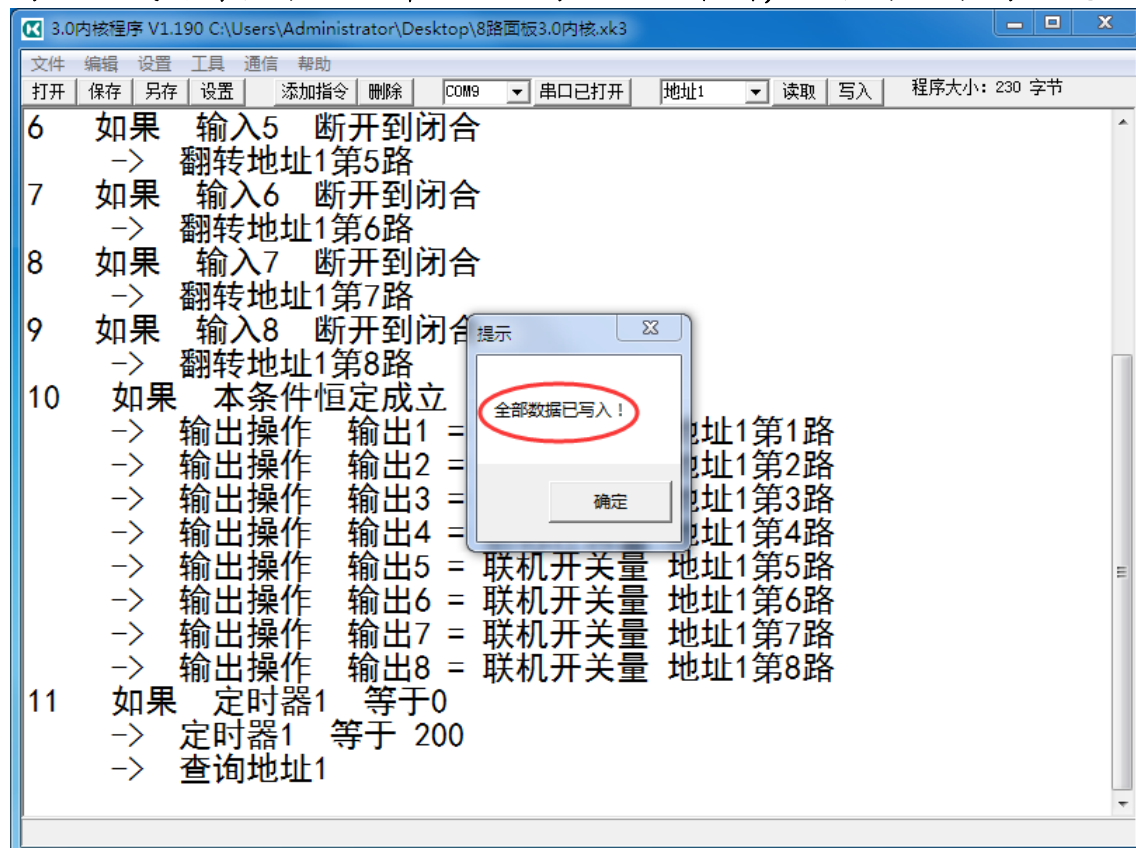 3.0内核程序 V1.190 C:\Users\Administrator\Desktop\8路面板3.0内核.xk3
文件 编辑 设置 工具 通信 帮助
打开 保存 另存 设置 添加指令 删除 COM9 串口已打开 地址1 读取 写入 程序大小: 230 字节
6 如果 输入5 断开到闭合
-> 翻转地址1第5路
7 如果 输入6 断开到闭合
-> 翻转地址1第6路
8 如果 输入7 断开到闭合
-> 翻转地址1第7路
9 如果 输入8 断开到闭合
-> 翻转地址1第8路
10 如果 本条件恒定成立
-> 输出操作 输出1 = 地址1第1路
-> 输出操作 输出2 = 地址1第2路
-> 输出操作 输出3 = 地址1第3路
-> 输出操作 输出4 = 地址1第4路
-> 输出操作 输出5 = 联机开关量 地址1第5路
-> 输出操作 输出6 = 联机开关量 地址1第6路
-> 输出操作 输出7 = 联机开关量 地址1第7路
-> 输出操作 输出8 = 联机开关量 地址1第8路
11 如果 定时器1 等于0
-> 定时器1 等于 200
-> 查询地址1
提示
全部数据已写入！
确定